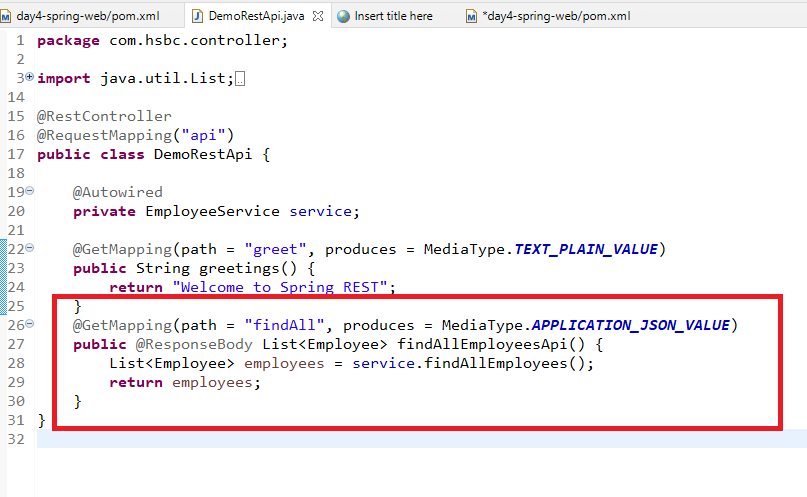 day4-spring-web/pom.xml DemoRestApi.java Insert title here *day4-spring-web/pom.xml
1 package com.hsbc.controller;
2
3 import java.util.List;
14
15 @RestController
16 @RequestMapping("api")
17 public class DemoRestApi {
18
19 @Autowired
20 private EmployeeService service;
21
22 @GetMapping(path = "greet", produces = MediaType.TEXT_PLAIN_VALUE)
23 public String greetings() {
24 return "Welcome to Spring REST";
25 }
26 @GetMapping(path = "findAll", produces = MediaType.APPLICATION_JSON_VALUE)
27 public @ResponseBody List<Employee> findAllEmployeesApi() {
28 List<Employee> employees = service.findAllEmployees();
29 return employees;
30 }
31 }
32